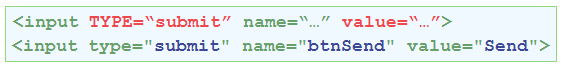 <input TYPE=“submit” name=“…” value=“…”>
<input type="submit" name="btnSend" value="Send">